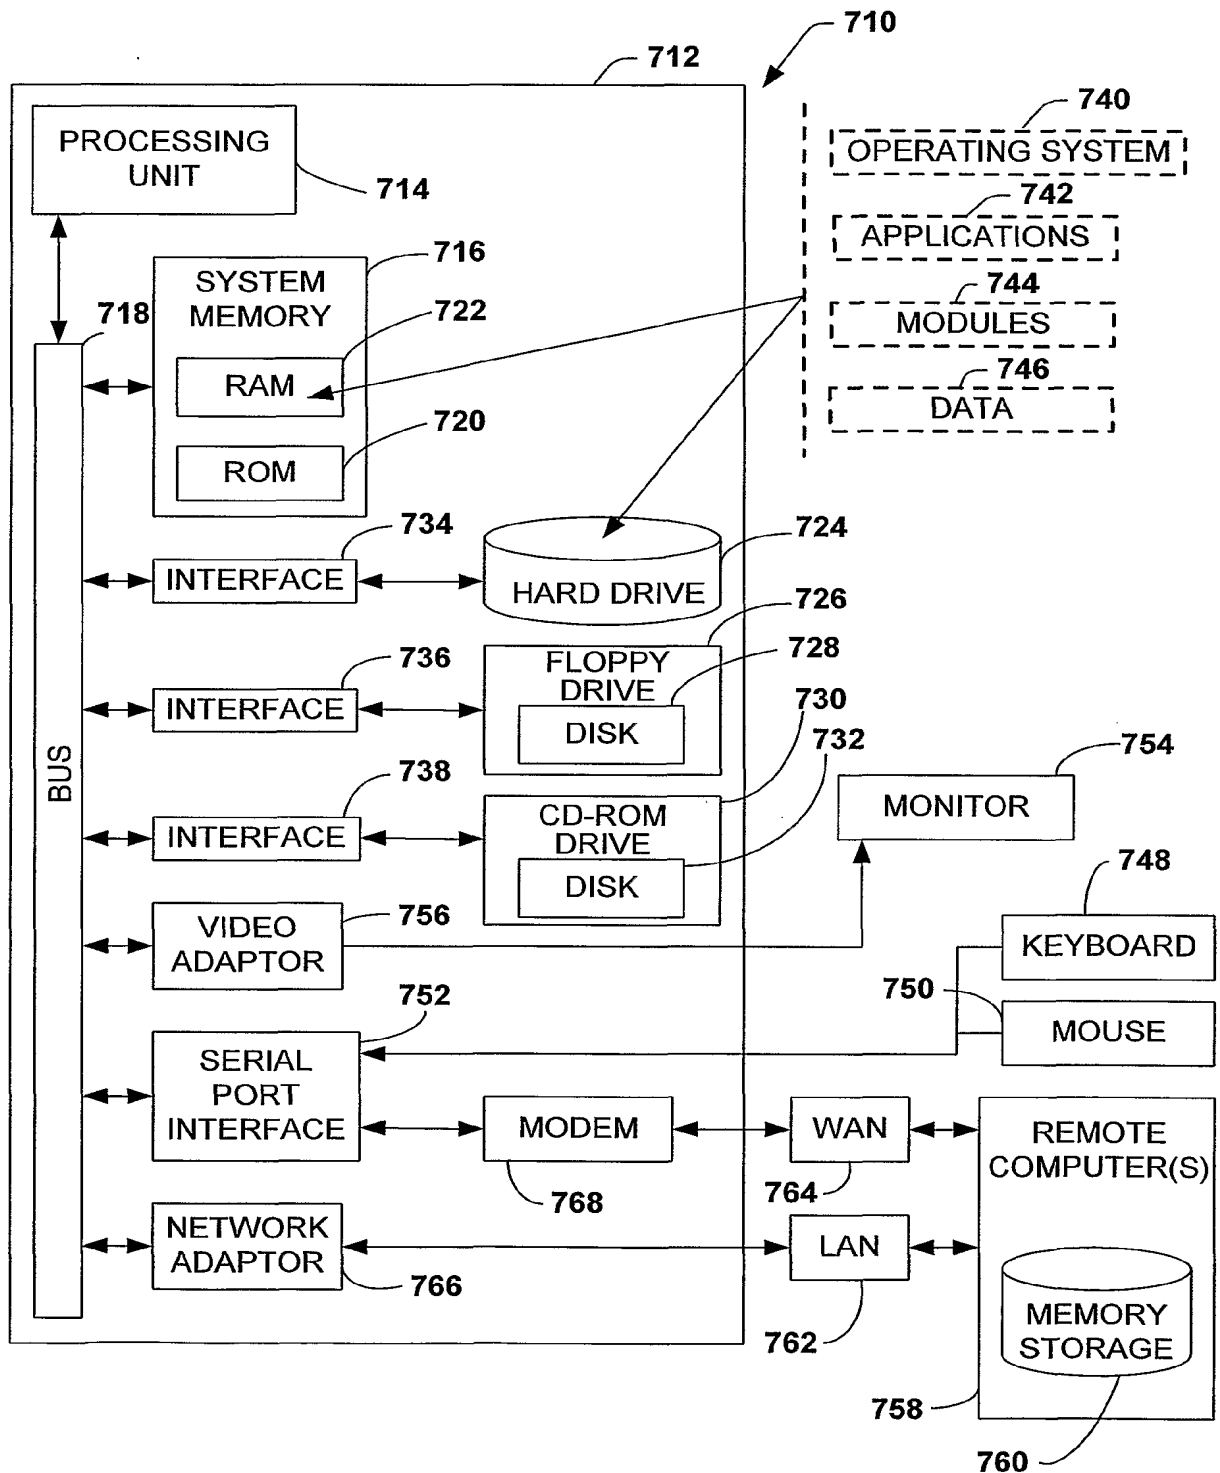 710
712
740
PROCESSING
UNIT
OPERATING SYSTEM
714
742
APPLICATIONS
716
SYSTEM
MEMORY
744
718
722
MODULES
RAM
746
DATA
720
ROM
734
724
INTERFACE
HARD DRIVE
726
736
728
FLOPPY
DRIVE
INTERFACE
730
DISK
732
754
BUS
738
MONITOR
CD-ROM
DRIVE
INTERFACE
748
DISK
756
VIDEO
ADAPTOR
KEYBOARD
752
750
MOUSE
SERIAL
PORT
INTERFACE
MODEM
WAN
REMOTE
COMPUTER(S)
768
764
NETWORK
ADAPTOR
LAN
766
762
MEMORY
STORAGE
758
760